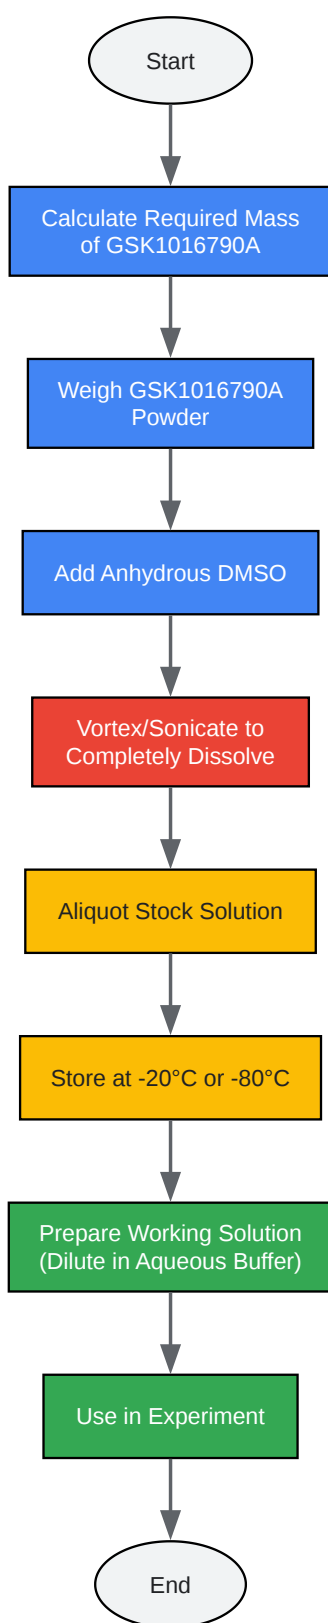 Start
Calculate Required Mass
of GSK1016790A
Weigh GSK1016790A
Powder
Add Anhydrous DMSO
Vortex/Sonicate to
Completely Dissolve
Aliquot Stock Solution
Store at -20°C or -80°C
Prepare Working Solution
(Dilute in Aqueous Buffer)
Use in Experiment
End